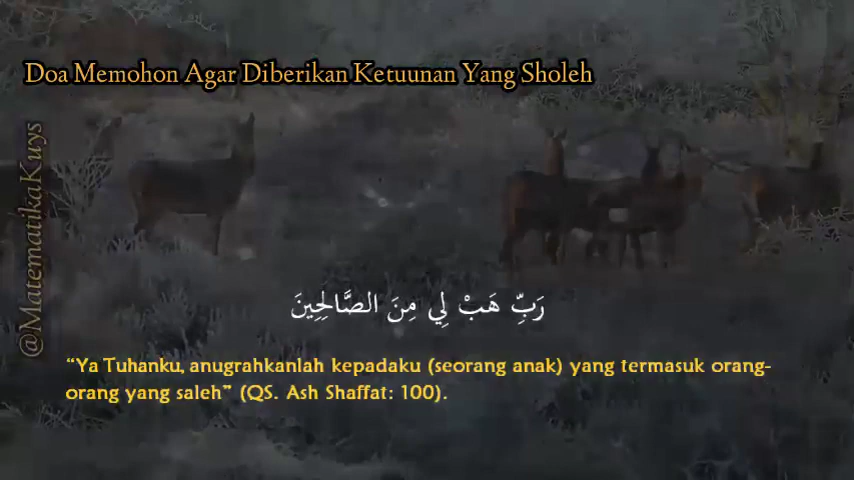 Doa Memohon Agar Diberikan Ketuunan Yang Sholeh
@MatematikaKuys
رَبِّ هَبْ لِي مِنَ الصَّالِحِينَ
“Ya Tuhanku, anugrahkanlah kepadaku (seorang anak) yang termasuk orang-
orang yang saleh” (QS. Ash Shaffat: 100).